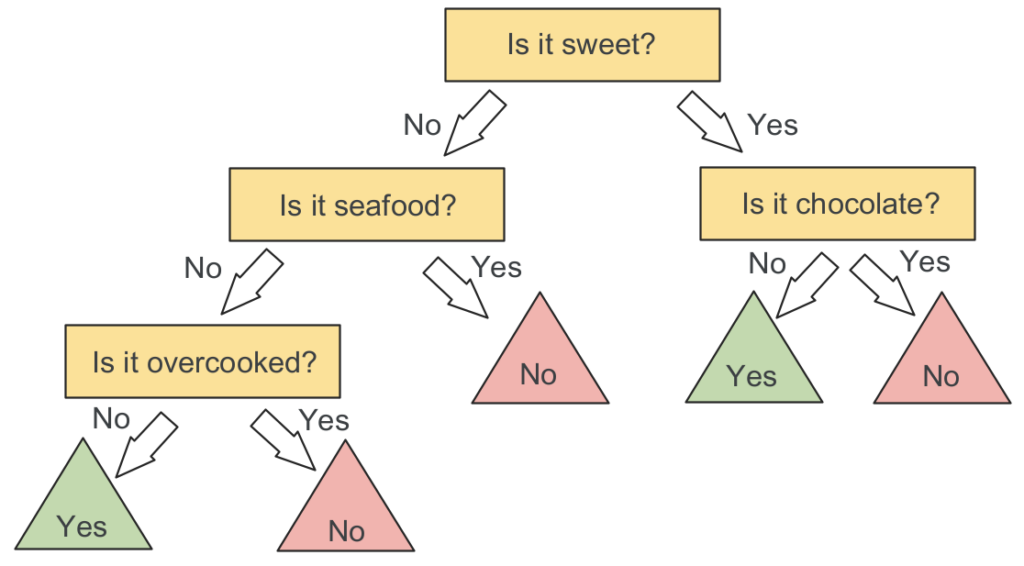 Is it sweet?
No
Yes
Is it seafood?
Is it chocolate?
No
Yes
No
Yes
Is it overcooked?
No
Yes
No
No
Yes
Yes
No